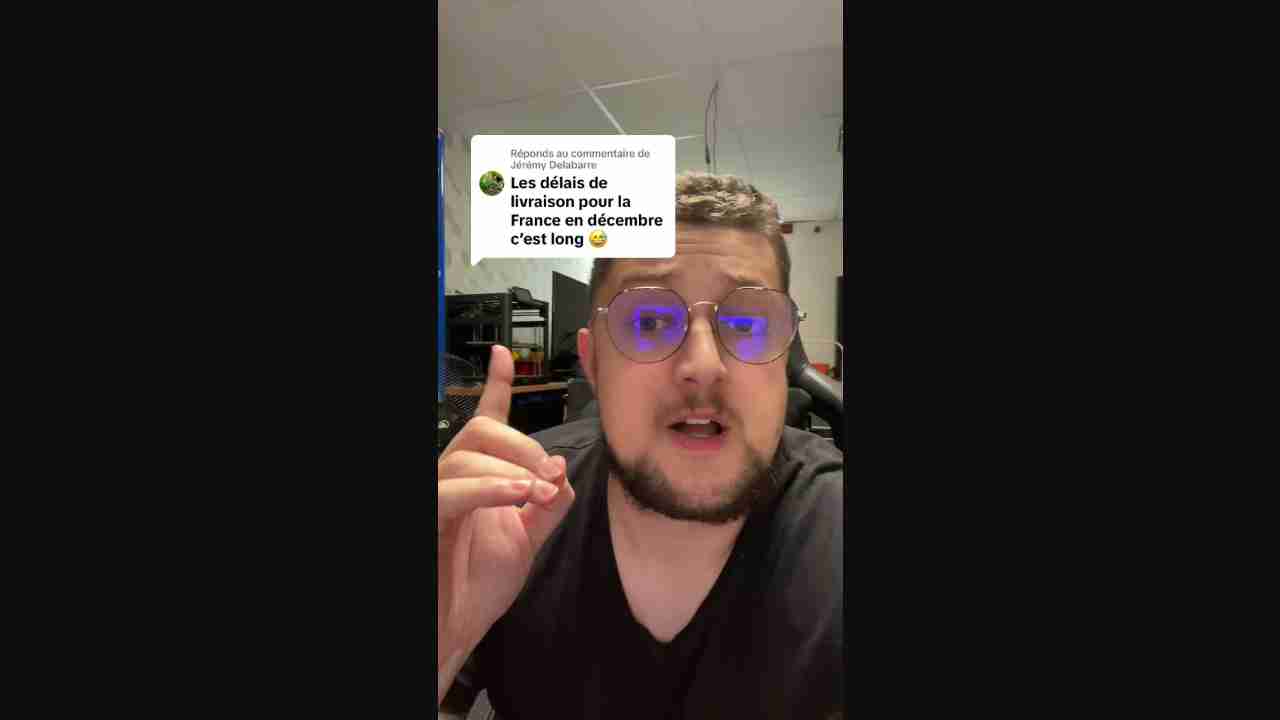 Réponds au commentaire de
Jérémy Delabarre
Les délais de
livraison pour la
France en décembre
c’est long 😅